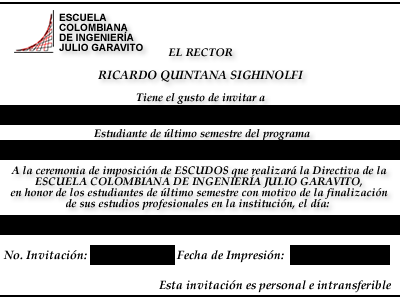 ESCUELA
COLOMBIANA
DE INGENIERÍA
JULIO GARAVITO
EL RECTOR
RICARDO QUINTANA SIGHINOLFI
Tiene el gusto de invitar a
Estudiante de último semestre del programa
A la ceremonia de imposición de ESCUDOS que realizará la Directiva de la
ESCUELA COLOMBIANA DE INGENIERÍA JULIO GARAVITO,
en honor de los estudiantes de último semestre con motivo de la finalización
de sus estudios profesionales en la institución, el día:
No. Invitación: Fecha de Impresión:
Esta invitación es personal e intransferible